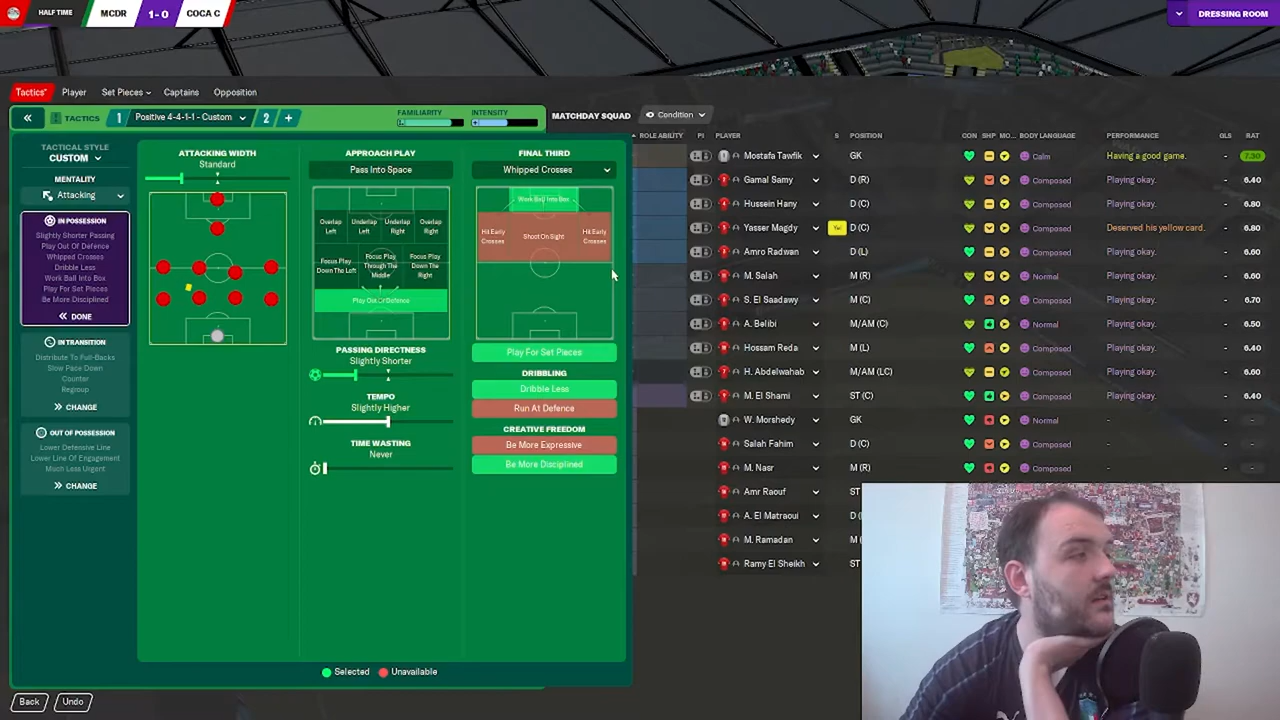 HALF TIME
MCDR
1 - 0
COCA C
DRESSING ROOM
Tactics*
Player
Set Pieces
Captains
Opposition
TACTICS
1
Positive 4-4-1-1 - Custom
2
+
FAMILIARITY
INTENSITY
MATCHDAY SQUAD
Condition
TACTICAL STYLE
CUSTOM
MENTALITY
Attacking
IN POSSESSION
Slightly Shorter Passing
Play Out Of Defence
Whipped Crosses
Dribble Less
Work Ball Into Box
Play For Set Pieces
Be More Disciplined
DONE
IN TRANSITION
Distribute To Full-Backs
Slow Pace Down
Counter
Regroup
CHANGE
OUT OF POSSESSION
Lower Defensive Line
Lower Line Of Engagement
Much Less Urgent
CHANGE
ATTACKING WIDTH
Standard
APPROACH PLAY
Pass Into Space
Overlap Left
Underlap Left
Underlap Right
Overlap Right
Focus Play Down The Left
Focus Play Through The Middle
Focus Play Down The Right
Play Out Of Defence
PASSING DIRECTNESS
Slightly Shorter
TEMPO
Slightly Higher
TIME WASTING
Never
FINAL THIRD
Whipped Crosses
Work Ball Into Box
Hit Early Crosses
Shoot On Sight
Hit Early Crosses
Play For Set Pieces
DRIBBLING
Dribble Less
Run At Defence
CREATIVE FREEDOM
Be More Expressive
Be More Disciplined
Selected
Unavailable
Back
Undo
ROLE ABILITY PI PLAYER S POSITION CON SHP MO... BODY LANGUAGE PERFORMANCE GLS RAT
Mostafa Tawfik GK Calm Having a good game. - 7.30
Gamal Samy D (R) Composed Playing okay. - 6.40
Hussein Hany D (C) Composed Playing okay. - 6.80
Yasser Magdy Yel D (C) Composed Deserved his yellow card. - 6.80
Amro Radwan D (L) Composed Playing okay. - 6.60
M. Salah M (R) Normal Playing okay. - 6.60
S. El Saadawy M (C) Composed Playing okay. - 6.70
A. Belibi M/AM (C) Normal Playing okay. - 6.50
Hossam Reda M (L) Composed Playing okay. - 6.40
H. Abdelwahab M/AM (LC) Composed Playing okay. - 6.60
M. El Shami ST (C) Composed Playing okay. - 6.40
W. Morshedy GK Normal - - -
Salah Fahim D (C) Composed - - -
M. Nasr M (R) Composed - - -
Amr Raouf ST
A. El Matraoui D (
M. Ramadan M (
Ramy El Sheikh ST